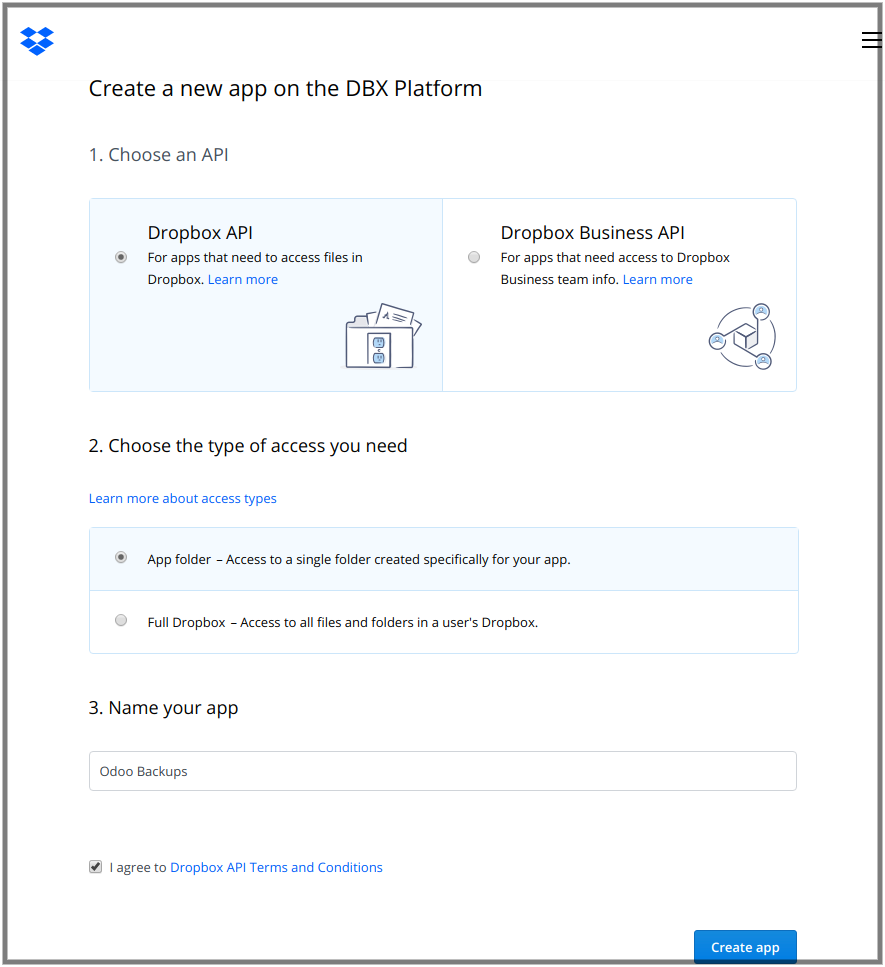 Create a new app on the DBX Platform
1. Choose an API
Dropbox API
For apps that need to access files in
Dropbox. Learn more
Dropbox Business API
For apps that need access to Dropbox
Business team info. Learn more
2. Choose the type of access you need
Learn more about access types
App folder – Access to a single folder created specifically for your app.
Full Dropbox – Access to all files and folders in a user's Dropbox.
3. Name your app
Odoo Backups
I agree to Dropbox API Terms and Conditions
Create app